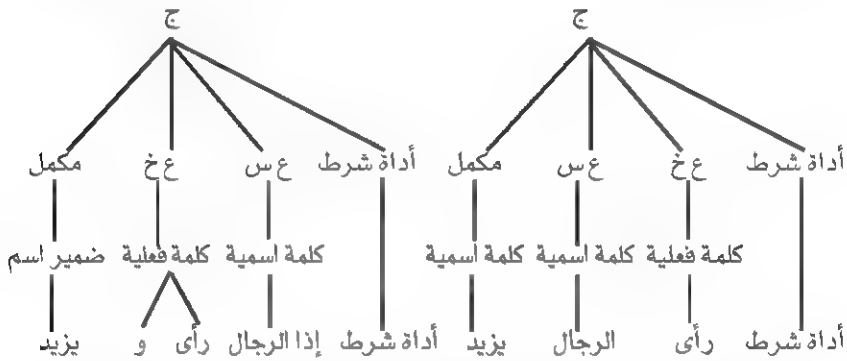 ج ج
أداة شرط ع خ ع س مكمل أداة شرط ع س ع خ مكمل
كلمة فعلية كلمة اسمية كلمة اسمية كلمة اسمية كلمة فعلية ضمير اسم
أداة شرط رأى الرجال يزيد أداة شرط إذا الرجال رأى و يزيد